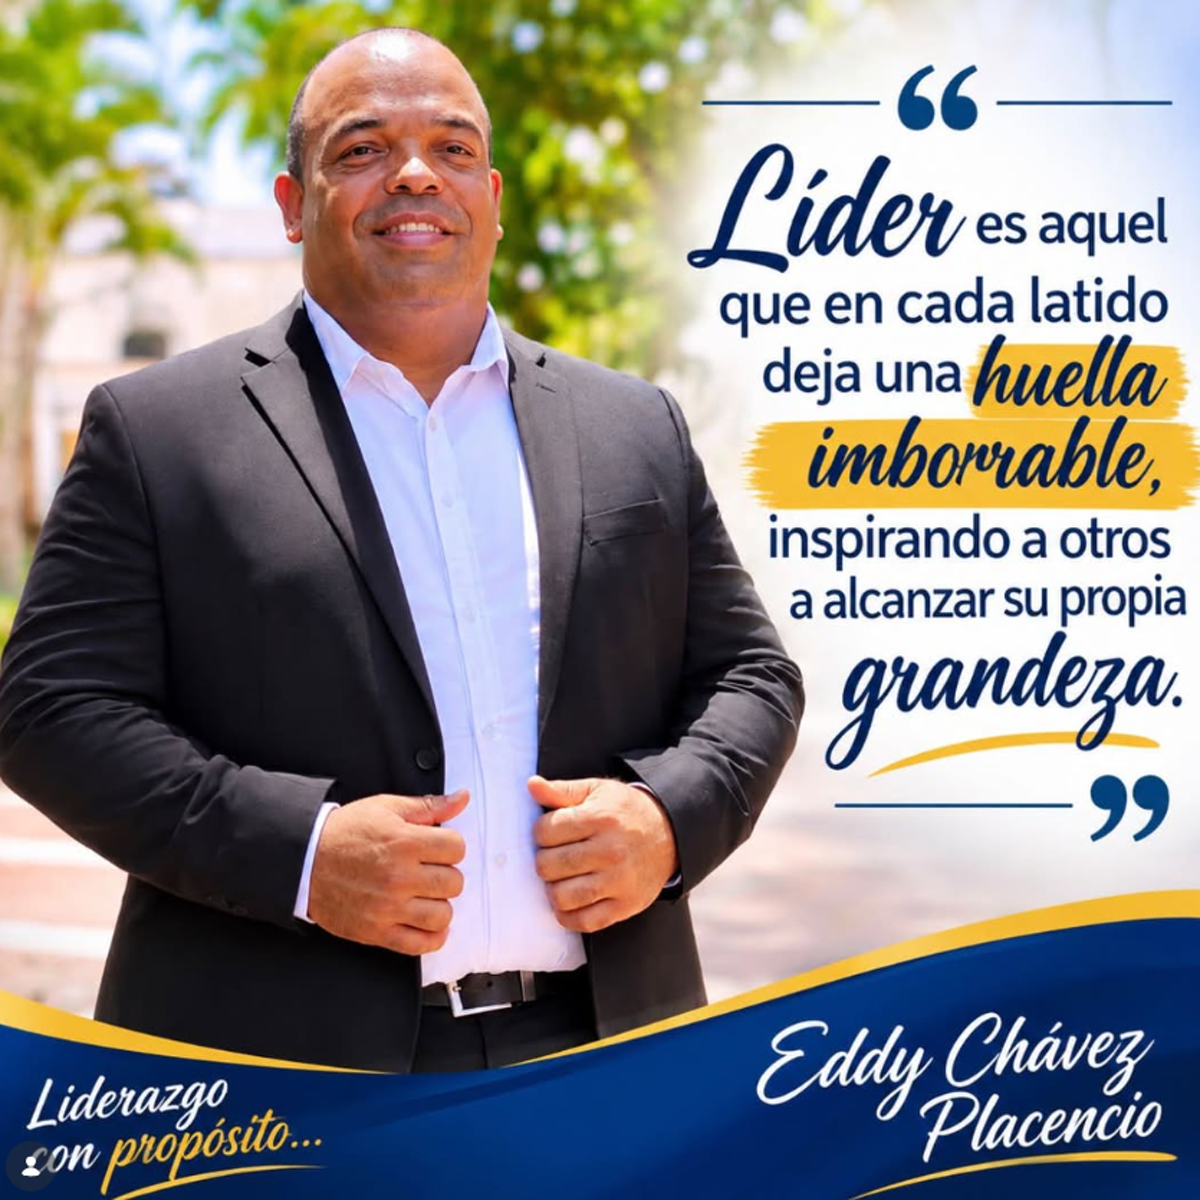 “
Líder es aquel
que en cada latido
deja una huella
imborrable,
inspirando a otros
a alcanzar su propia
grandeza.
”
Eddy Chávez
Placencio
Liderazgo
con propósito...